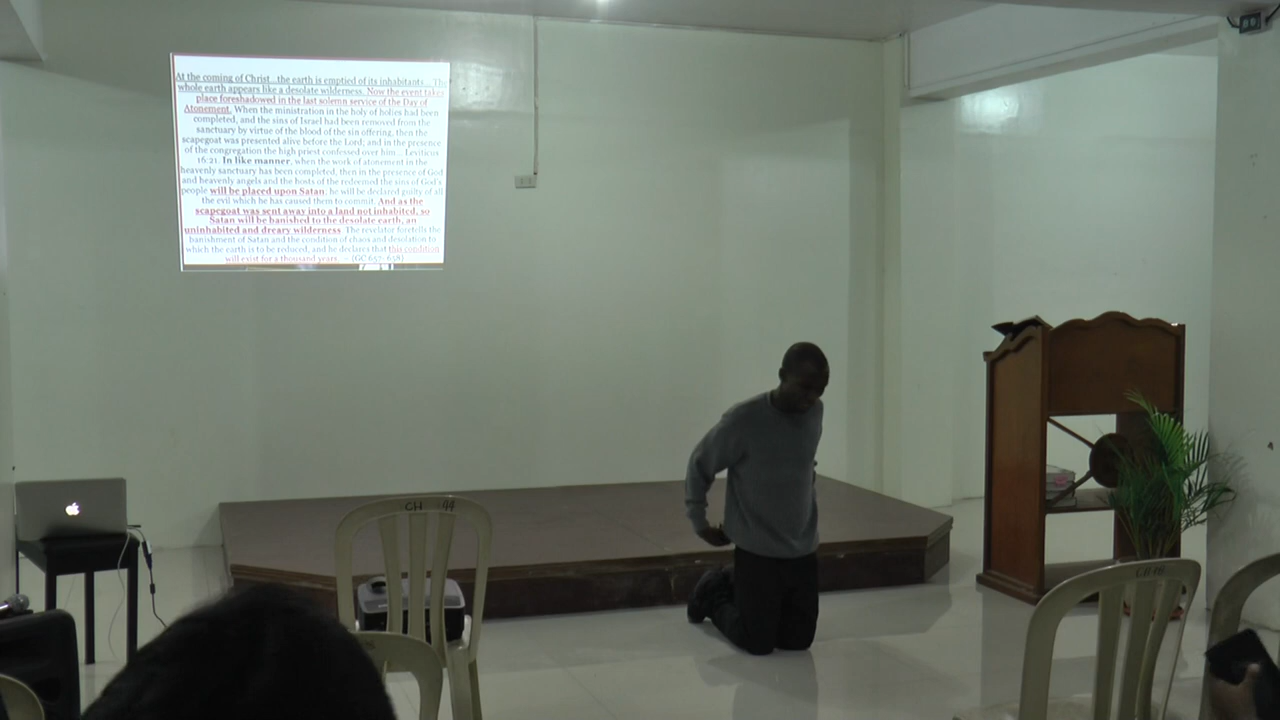 At the coming of Christ...the earth is emptied of its inhabitants... The
whole earth appears like a desolate wilderness. Now the event takes
place foreshadowed in the last solemn service of the Day of
Atonement. When the ministration in the holy of holies had been
completed, and the sins of Israel had been removed from the
sanctuary by virtue of the blood of the sin offering, then the
scapegoat was presented alive before the Lord; and in the presence
of the congregation the high priest confessed over him... Leviticus
16:21. In like manner, when the work of atonement in the
heavenly sanctuary has been completed, then in the presence of God
and heavenly angels and the hosts of the redeemed the sins of God's
people will be placed upon Satan; he will be declared guilty of all
the evil which he has caused them to commit. And as the
scapegoat was sent away into a land not inhabited, so
Satan will be banished to the desolate earth, an
uninhabited and dreary wilderness. The revelator foretells the
banishment of Satan and the condition of chaos and desolation to
which the earth is to be reduced, and he declares that this condition
will exist for a thousand years. – (GC 657- 658)
CH 44